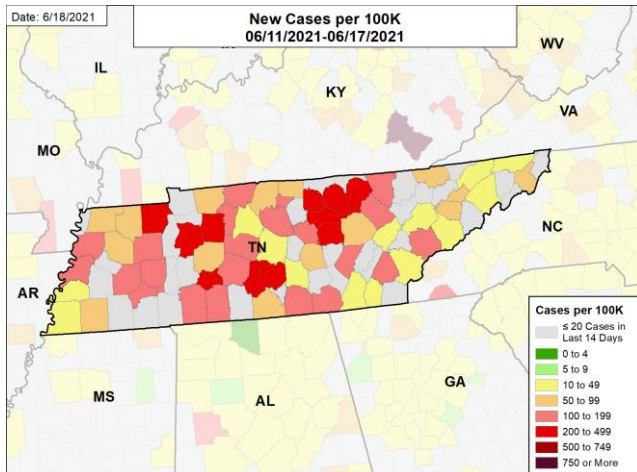 Date: 6/18/2021
New Cases per 100K
06/11/2021-06/17/2021
IL
WV
KY
VA
MO
TN
NC
AR
MS
AL
GA
Cases per 100K
≤ 20 Cases in
Last 14 Days
0 to 4
5 to 9
10 to 49
50 to 99
100 to 199
200 to 499
500 to 749
750 or More